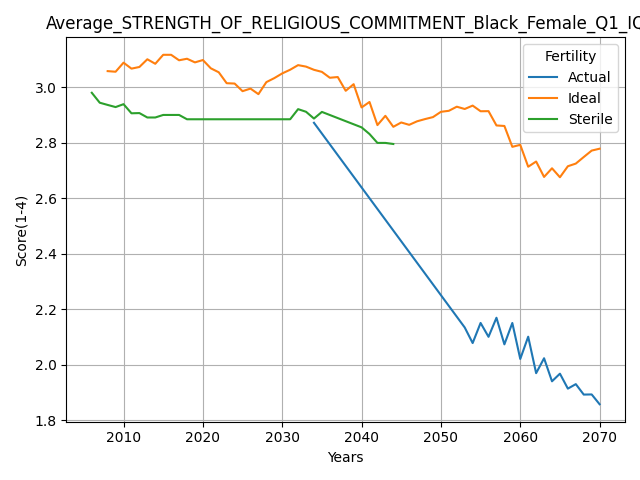 Average_STRENGTH_OF_RELIGIOUS_COMMITMENT_Black_Female_Q1_IQ
Fertility
Actual
Ideal
Sterile
Score(1-4)
3.0
2.8
2.6
2.4
2.2
2.0
1.8
2010 2020 2030 2040 2050 2060 2070
Years